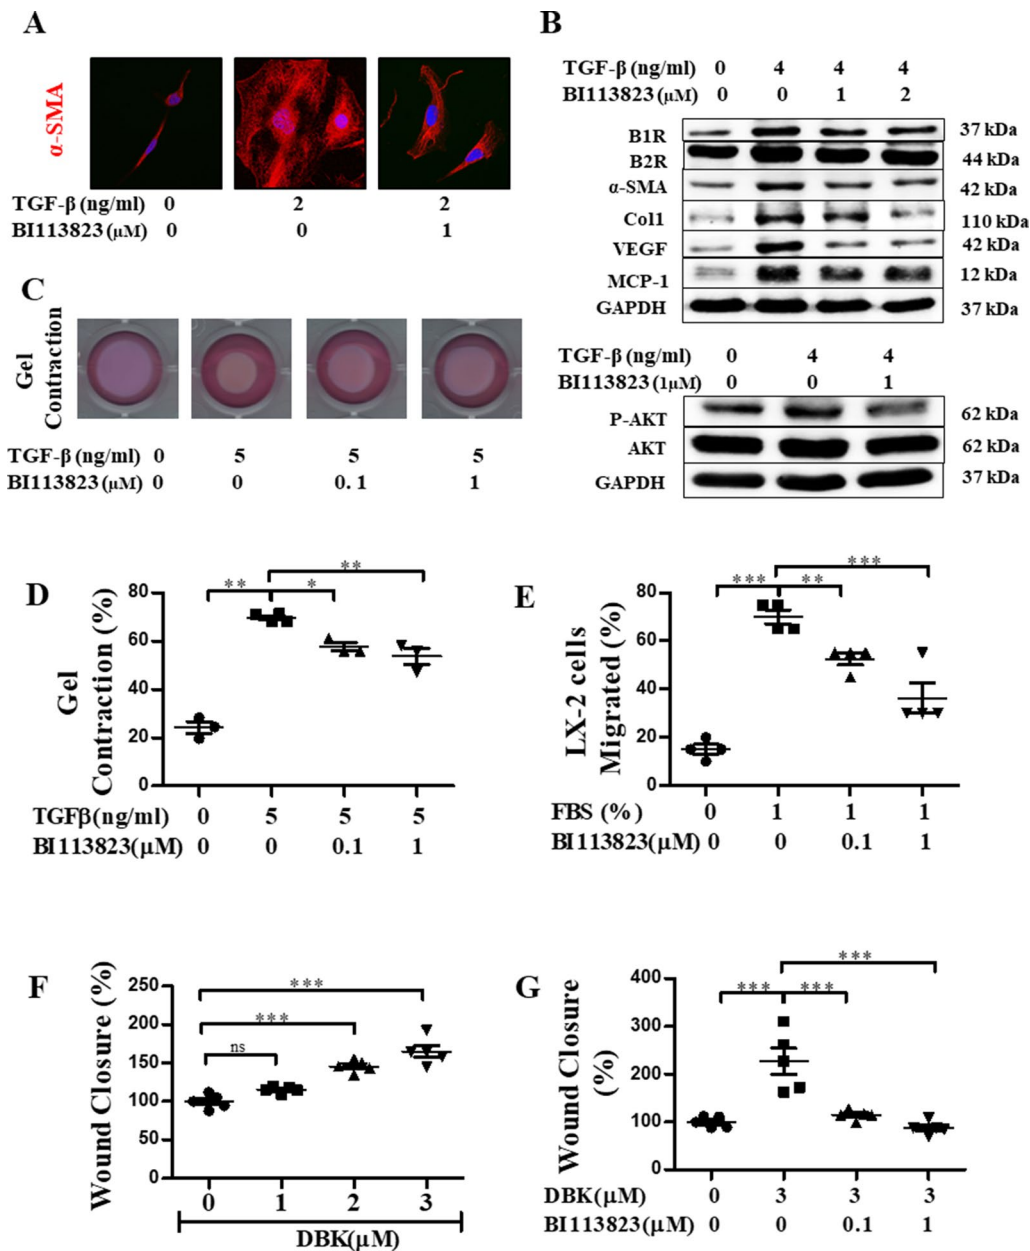 A
α-SMA
TGF-β (ng/ml) 0 2 2
BI113823 (μM) 0 0 1
B
TGF-β (ng/ml) 0 4 4 4
BI113823 (μM) 0 0 1 2
B1R 37 kDa
B2R 44 kDa
α-SMA 42 kDa
Col1 110 kDa
VEGF 42 kDa
MCP-1 12 kDa
GAPDH 37 kDa
TGF-β (ng/ml) 0 4 4
BI113823 (1μM) 0 0 1
P-AKT 62 kDa
AKT 62 kDa
GAPDH 37 kDa
C
Gel
Contraction
TGF-β (ng/ml) 0 5 5 5
BI113823 (μM) 0 0 0.1 1
D
Gel
Contraction (%)
80
60
40
20
0
** * **
TGFβ(ng/ml) 0 5 5 5
BI113823(μM) 0 0 0.1 1
E
LX-2 cells
Migrated (%)
80
60
40
20
0
*** ** ***
FBS (%) 0 1 1 1
BI113823(μM) 0 0 0.1 1
F
Wound Closure (%)
250
200
150
100
50
0
ns *** ***
0 1 2 3
DBK(μM)
G
Wound Closure
(%)
400
300
200
100
0
*** *** ***
DBK(μM) 0 3 3 3
BI113823(μM) 0 0 0.1 1